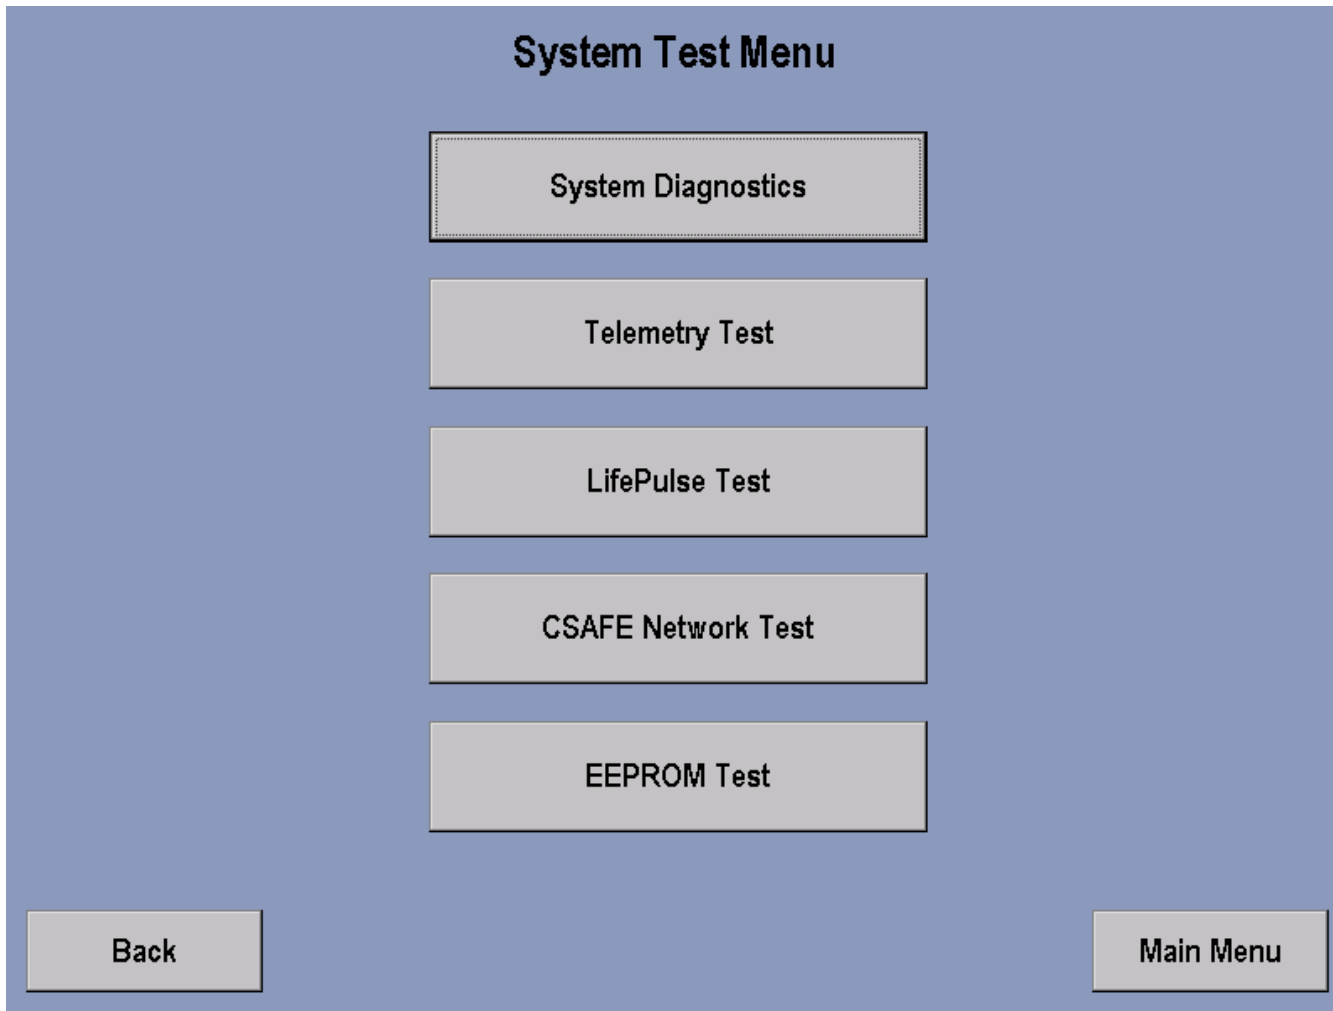 System Test Menu
System Diagnostics
Telemetry Test
LifePulse Test
CSAFE Network Test
EEPROM Test
Back
Main Menu